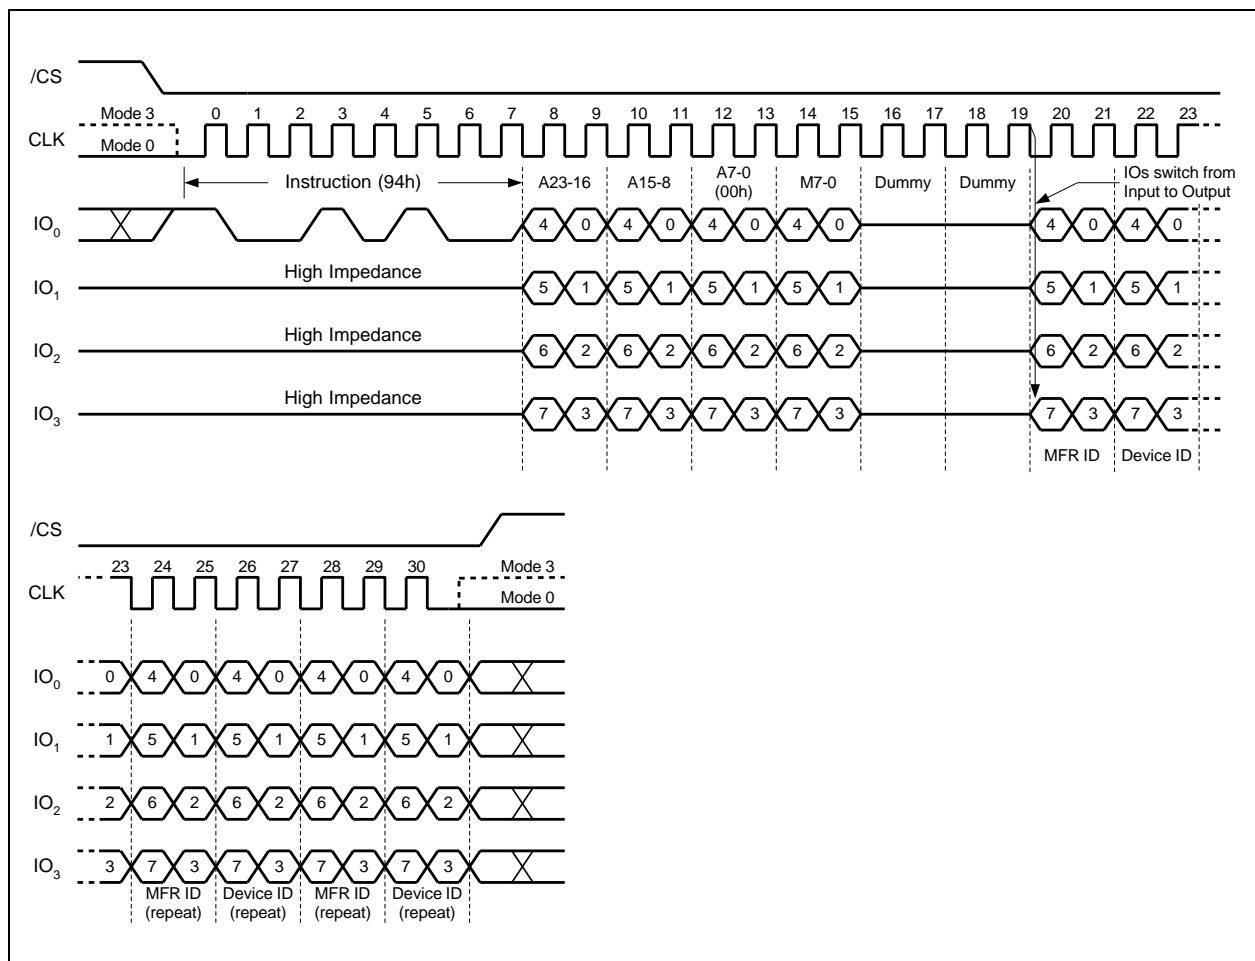 /CS
Mode 3 0 1 2 3 4 5 6 7 8 9 10 11 12 13 14 15 16 17 18 19 20 21 22 23
CLK
Mode 0
Instruction (94h) A23-16 A15-8 A7-0 (00h) M7-0 Dummy Dummy
IOs switch from
Input to Output
IO0 4 0 4 0 4 0 4 0 4 0 4 0
High Impedance
IO1 5 1 5 1 5 1 5 1 5 1 5 1
High Impedance
IO2 6 2 6 2 6 2 6 2 6 2 6 2
High Impedance
IO3 7 3 7 3 7 3 7 3 7 3 7 3
MFR ID Device ID
/CS
23 24 25 26 27 28 29 30 Mode 3
CLK
Mode 0
IO0 0 4 0 4 0 4 0 4 0
IO1 1 5 1 5 1 5 1 5 1
IO2 2 6 2 6 2 6 2 6 2
IO3 3 7 3 7 3 7 3 7 3
MFR ID Device ID MFR ID Device ID
(repeat) (repeat) (repeat) (repeat)